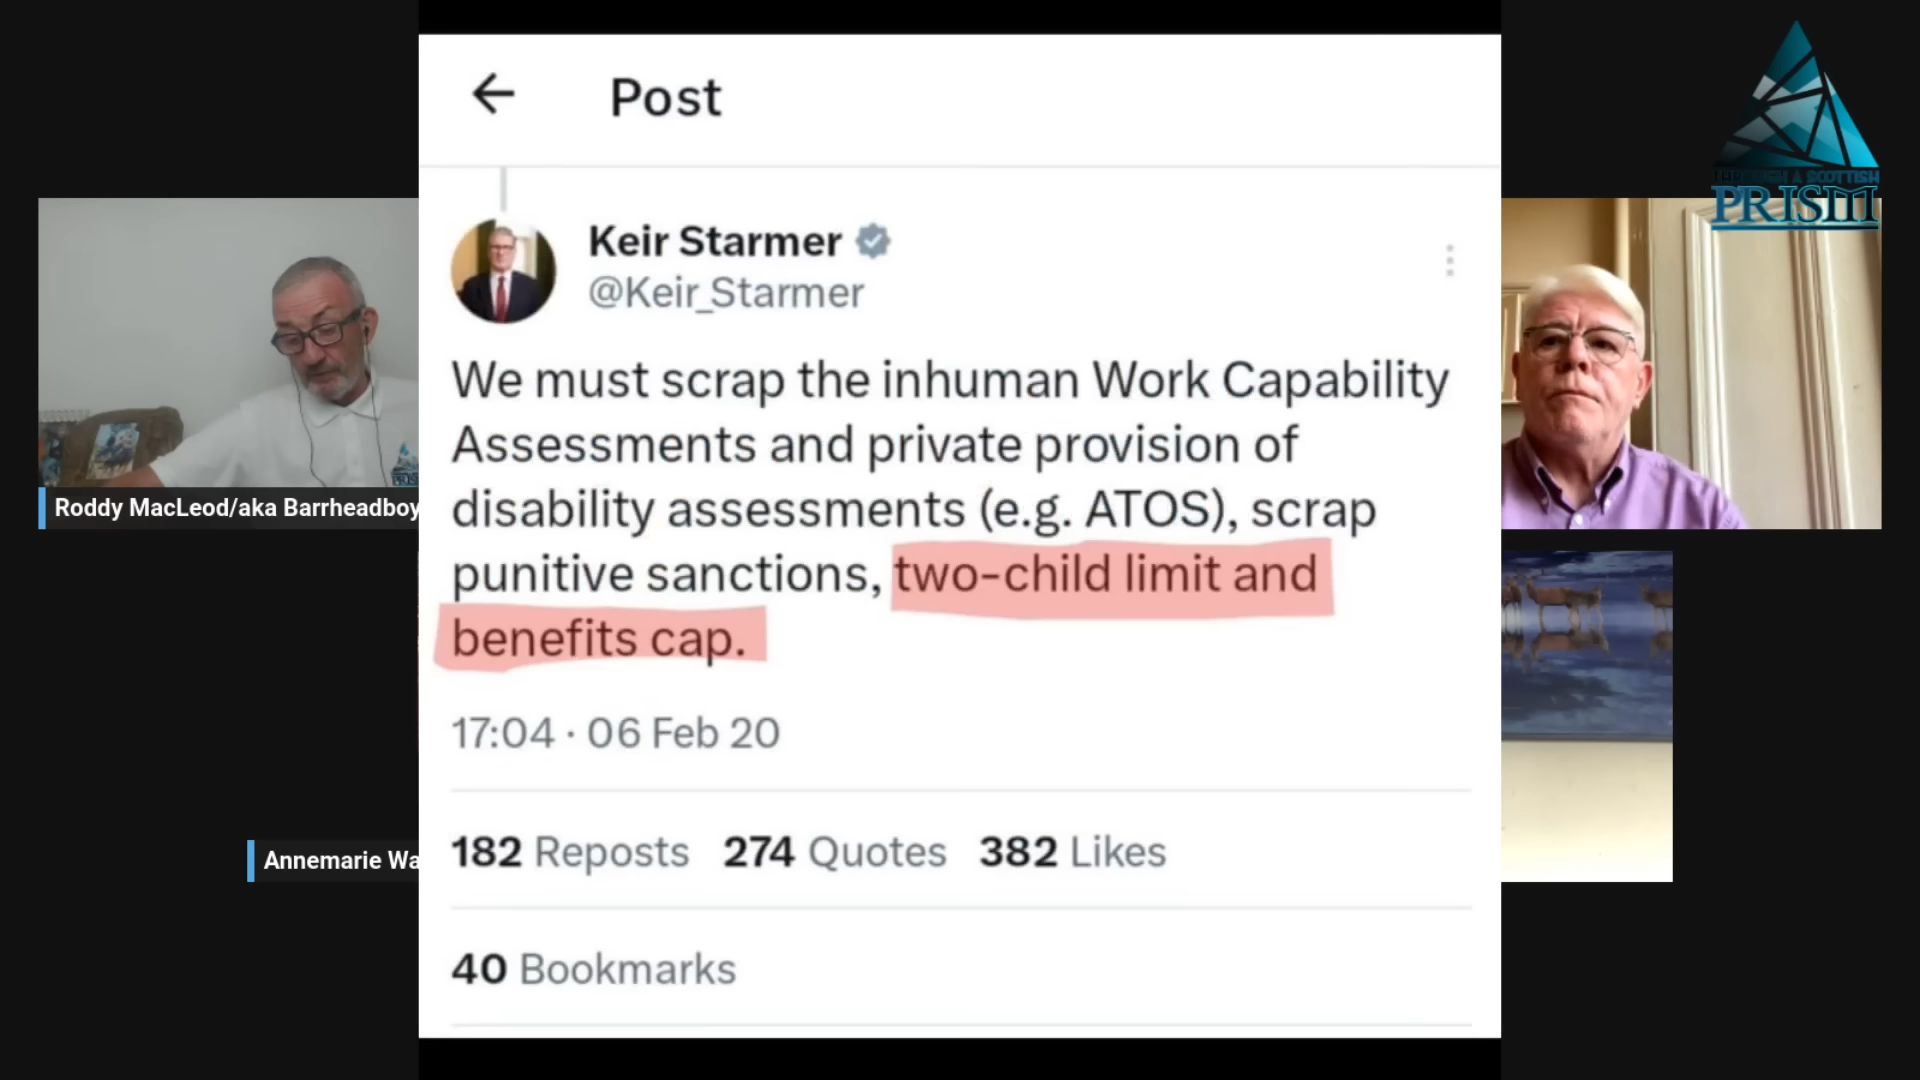 Post
Keir Starmer
@Keir_Starmer
We must scrap the inhuman Work Capability
Assessments and private provision of
disability assessments (e.g. ATOS), scrap
punitive sanctions, two-child limit and
benefits cap.
17:04 · 06 Feb 20
182 Reposts 274 Quotes 382 Likes
40 Bookmarks
Roddy MacLeod/aka Barrheadboy
Annemarie Wa
THROUGH A SCOTTISH
PRISM